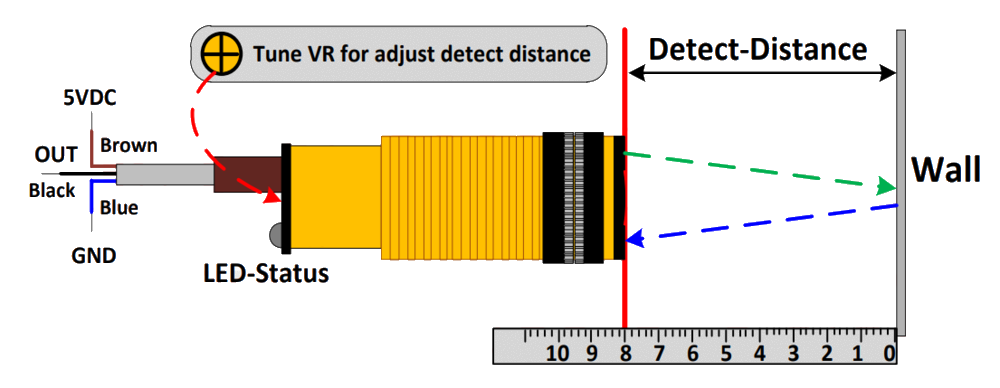 Tune VR for adjust detect distance
Detect-Distance
5VDC
Brown
OUT
Black
Blue
GND
LED-Status
Wall
10 9 8 7 6 5 4 3 2 1 0